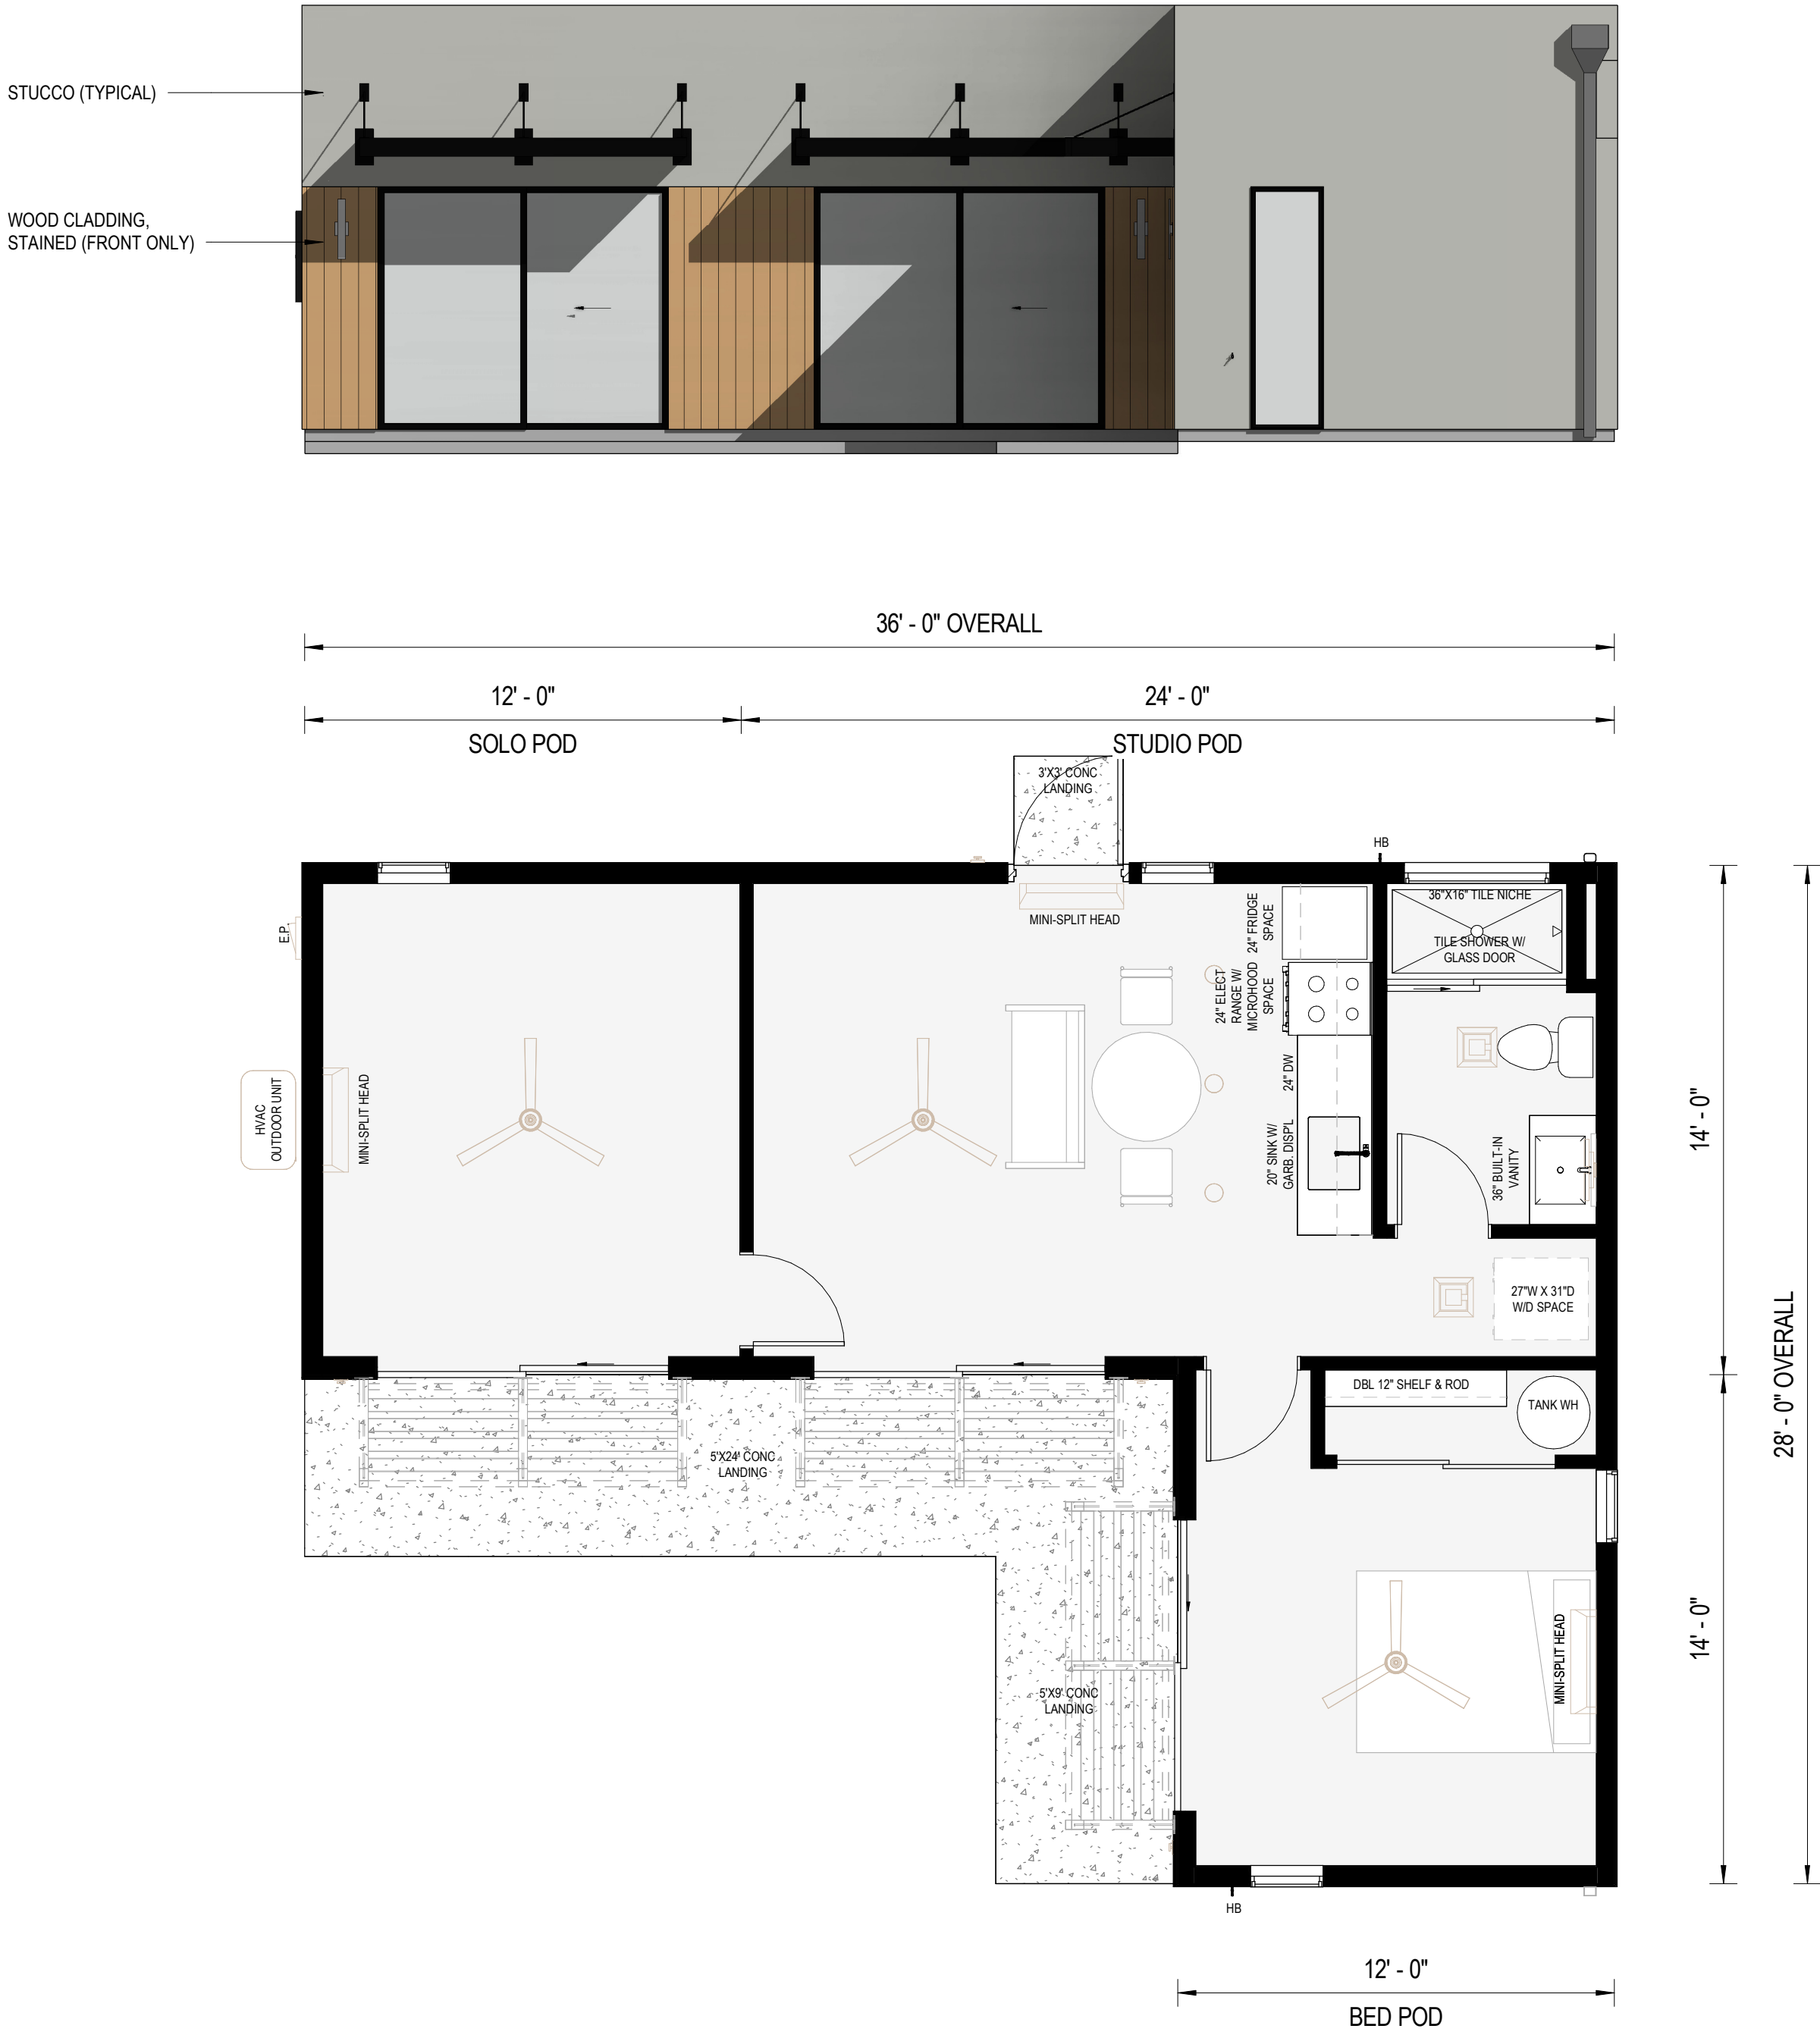 STUCCO (TYPICAL)
WOOD CLADDING,
STAINED (FRONT ONLY)
36' - 0" OVERALL
12' - 0"
24' - 0"
SOLO POD
STUDIO POD
3'X3' CONC
LANDING
HB
MINI-SPLIT HEAD
24" FRIDGE
SPACE
36"X16" TILE NICHE
TILE SHOWER W/
GLASS DOOR
E.P.
24" ELECT
RANGE W/
MICROHOOD
SPACE
HVAC
OUTDOOR UNIT
MINI-SPLIT HEAD
24" DW
20" SINK W/
GARB. DISP'L
36" BUILT-IN
VANITY
14' - 0"
27"W X 31"D
W/D SPACE
28' - 0" OVERALL
DBL 12" SHELF & ROD
TANK WH
5'X24' CONC
LANDING
5'X9' CONC
LANDING
MINI-SPLIT HEAD
14' - 0"
HB
12' - 0"
BED POD